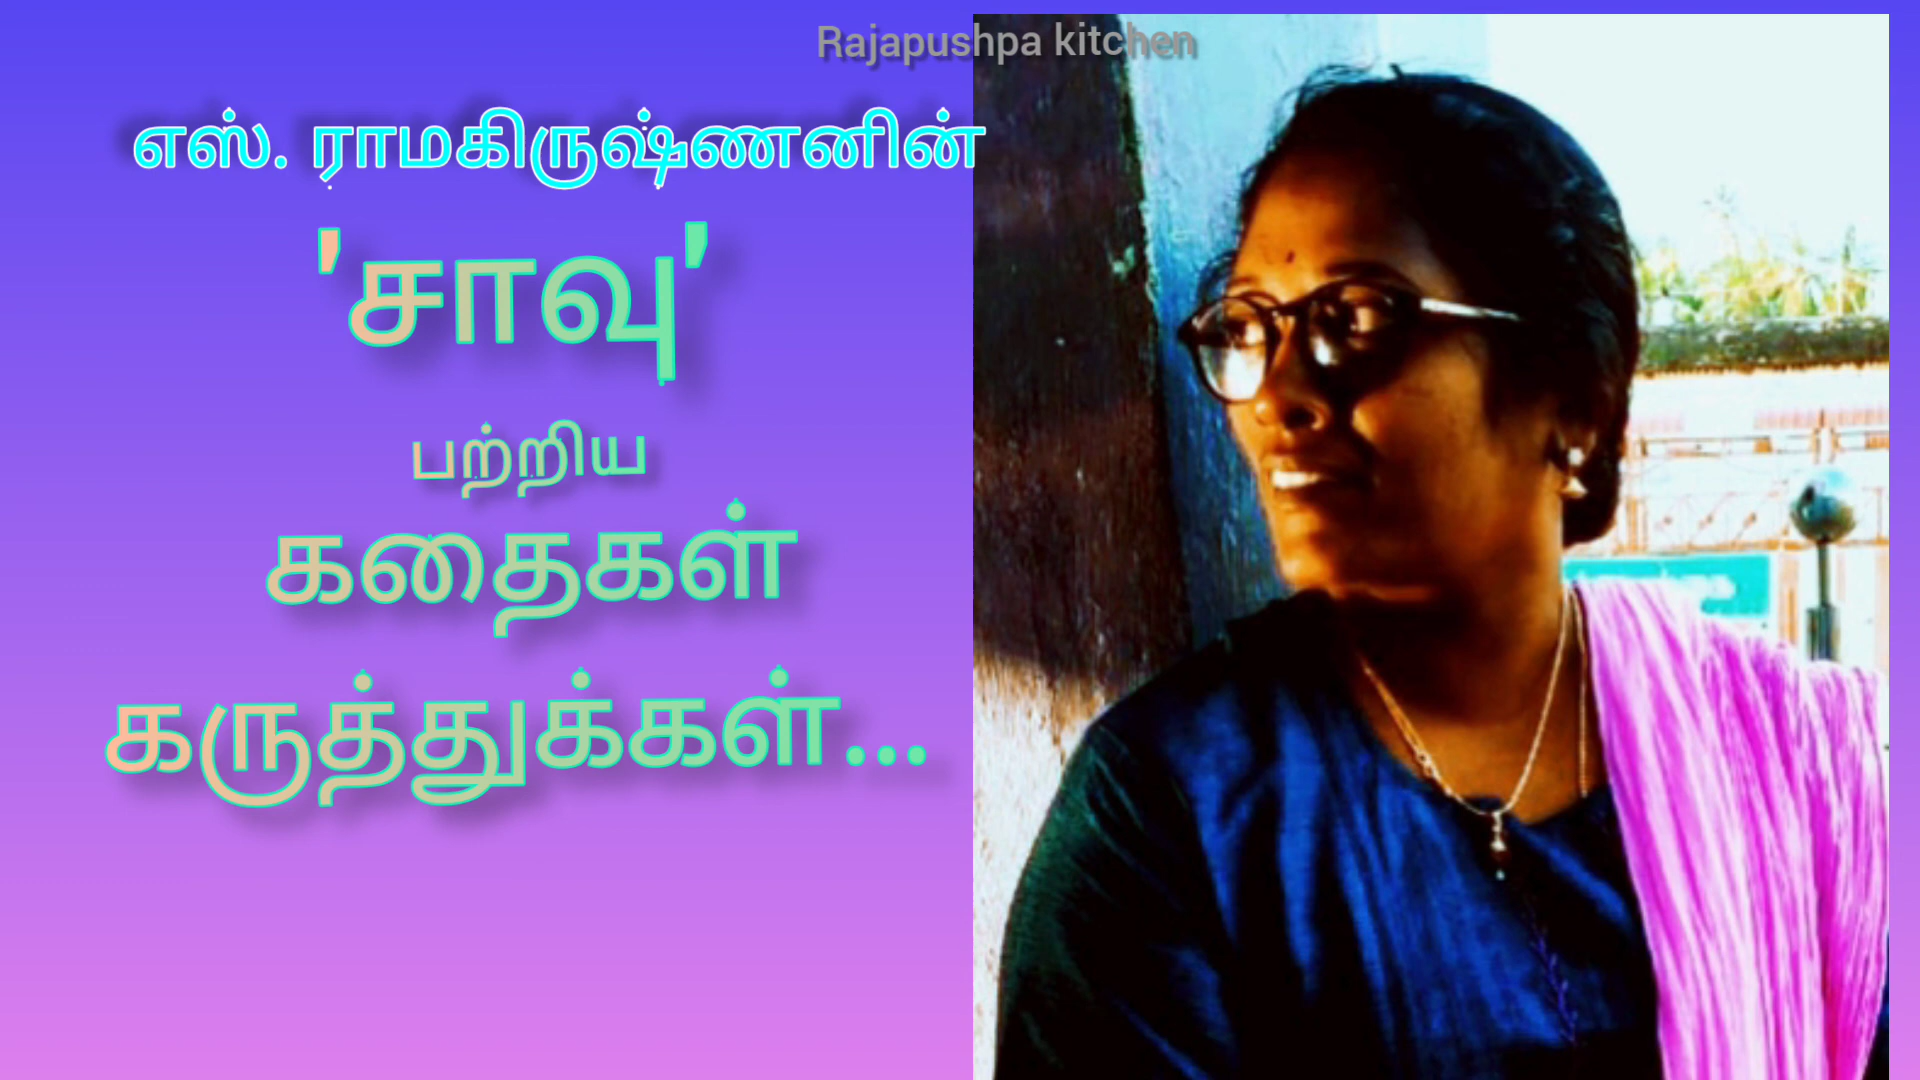 Rajapushpa kitchen
எஸ். ராமகிருஷ்ணனின்
'சாவு'
பற்றிய
கதைகள்
கருத்துக்கள்...